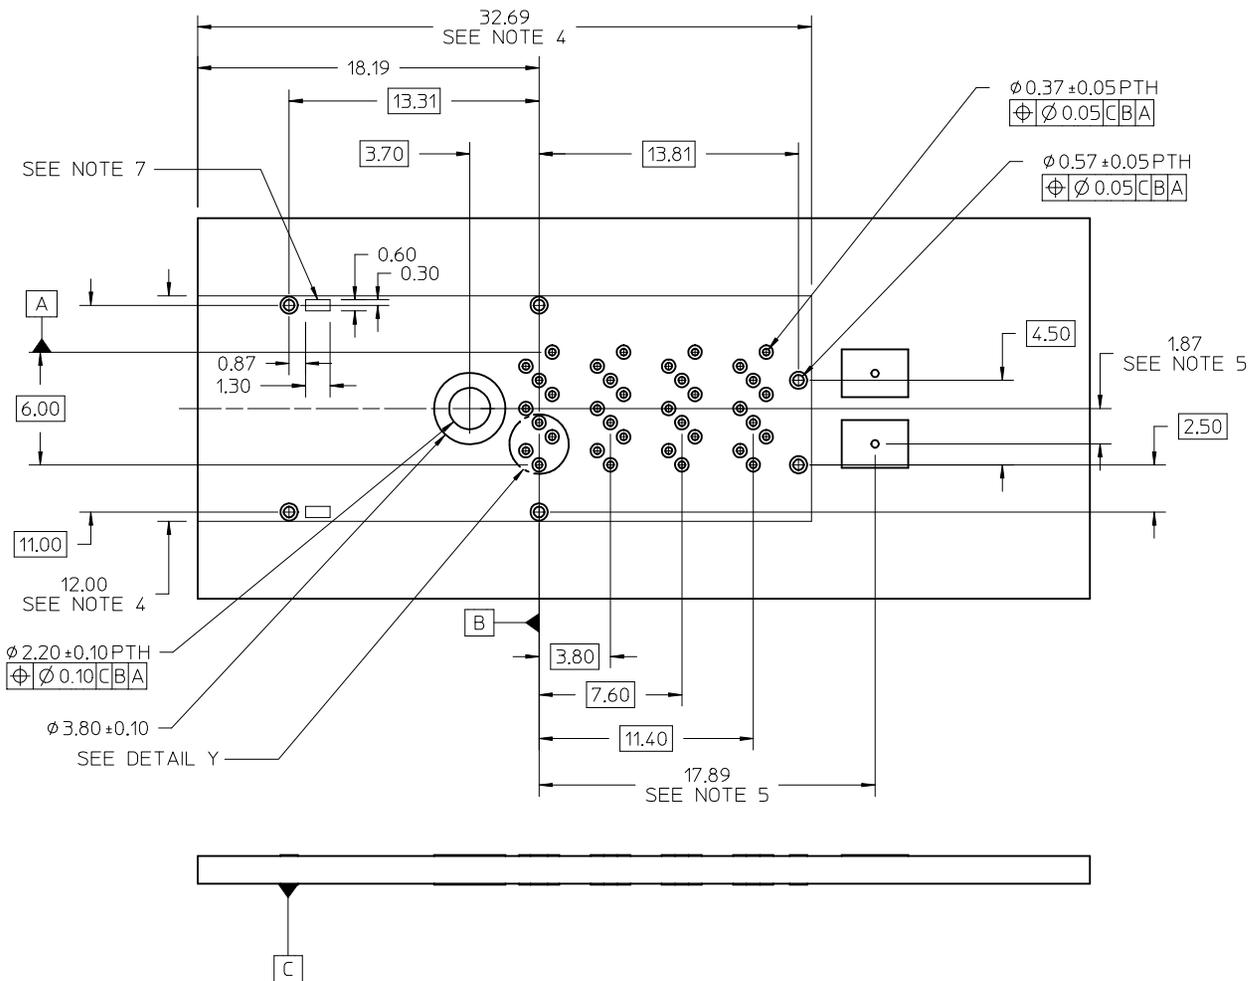 32.69
SEE NOTE 4
18.19
13.31
Ø 0.37 ±0.05 PTH
⌖ Ø 0.05 C B A
3.70
13.81
SEE NOTE 7
Ø 0.57 ±0.05 PTH
⌖ Ø 0.05 C B A
0.60
0.30
A
4.50
1.87
SEE NOTE 5
0.87
1.30
6.00
2.50
11.00
12.00
SEE NOTE 4
B
Ø 2.20 ±0.10 PTH
⌖ Ø 0.10 C B A
3.80
7.60
Ø 3.80 ±0.10
11.40
SEE DETAIL Y
17.89
SEE NOTE 5
C